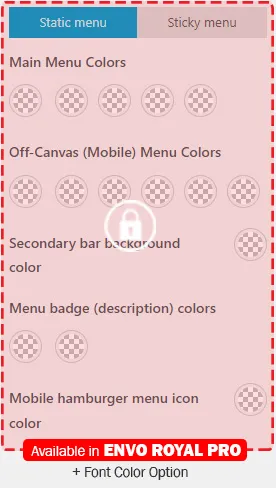 Static menu Sticky menu
Main Menu Colors
Off-Canvas (Mobile) Menu Colors
Secondary bar background
color
Menu badge (description) colors
Mobile hamburger menu icon
color
Available in ENVO ROYAL PRO
+ Font Color Option